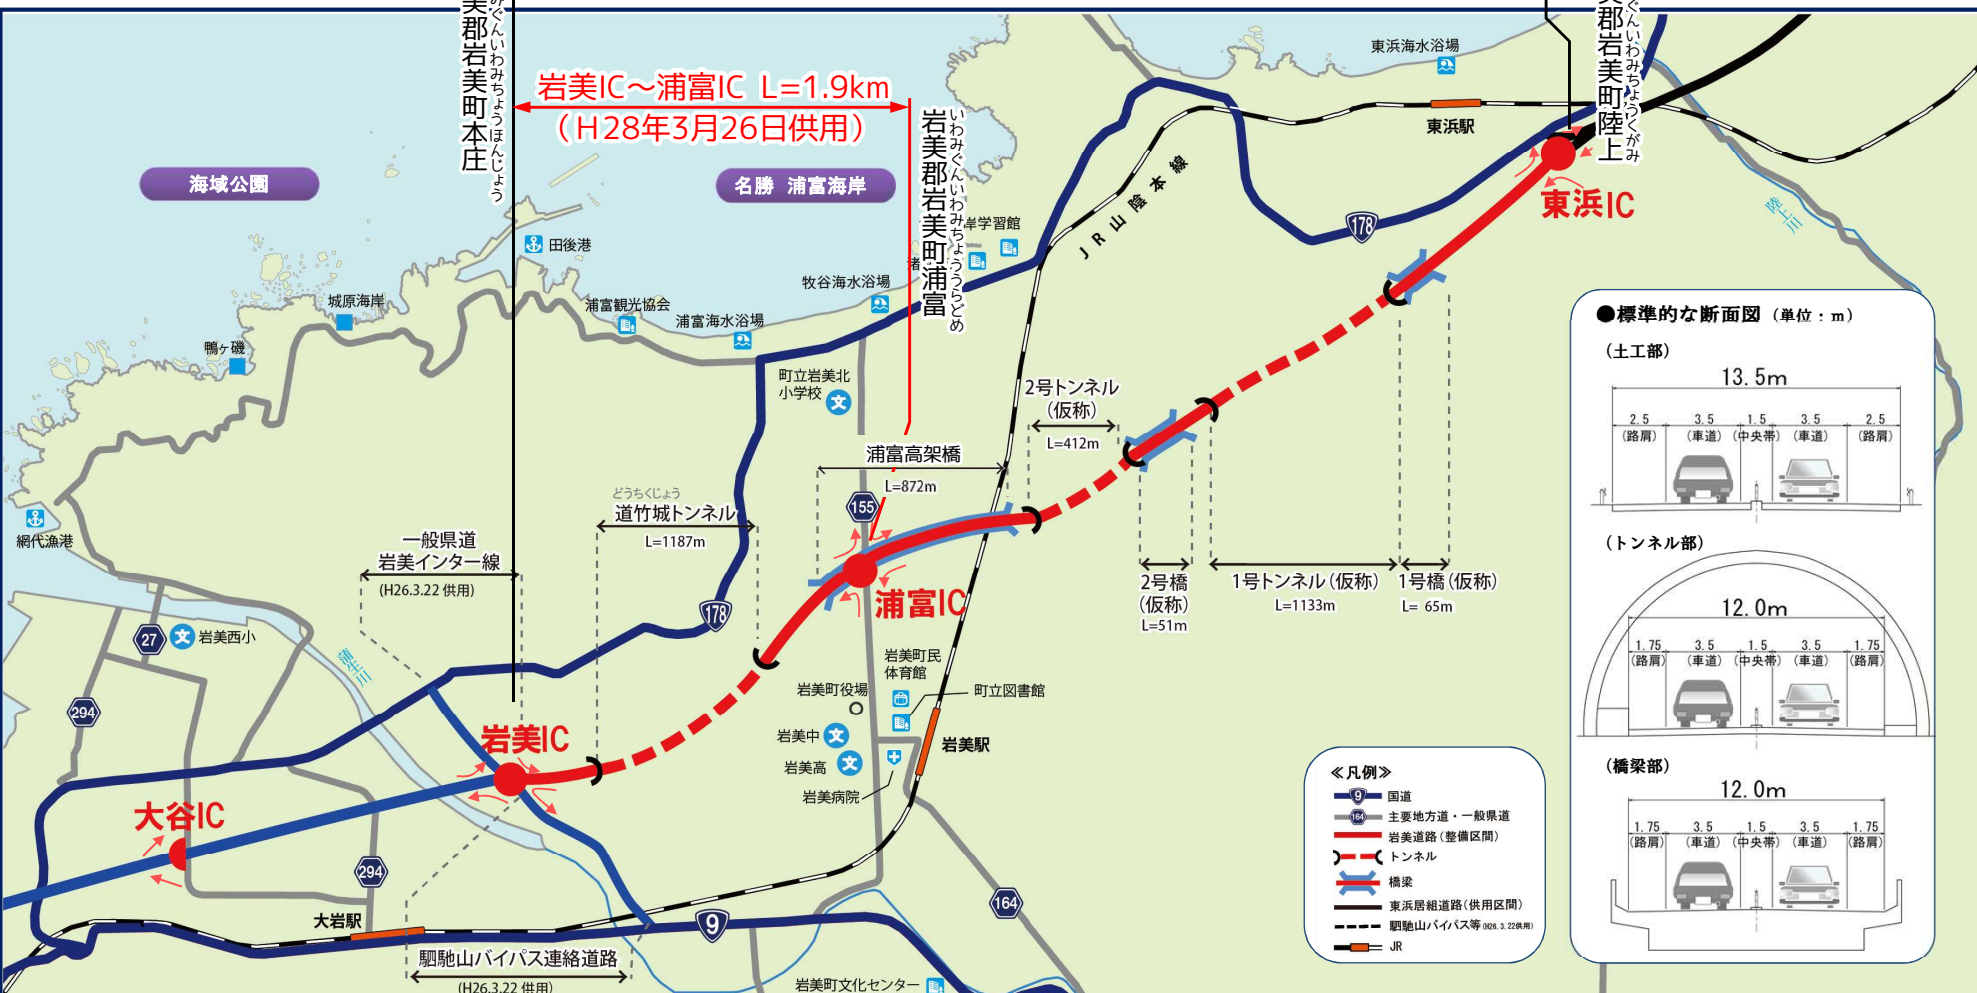 美郡岩美町本庄
みぐんいわみちょうほんじょう
岩美IC～浦富IC L=1.9km
（H28年3月26日供用）
岩美郡岩美町浦富
いわみぐんいわみちょううらどめ
郡岩美町陸上
ぐんいわみちょうくがみ
海域公園
名勝 浦富海岸
東浜海水浴場
東浜駅
東浜IC
178
陸上川
JR山陰本線
岸学習館
渚
田後港
牧谷海水浴場
浦富観光協会
浦富海水浴場
城原海岸
鴨ヶ磯
網代漁港
町立岩美北
小学校
文
2号トンネル
（仮称）
L=412m
浦富高架橋
L=872m
155
どうちくじょう
道竹城トンネル
L=1187m
一般県道
岩美インター線
(H26.3.22 供用)
2号橋
（仮称）
L=51m
1号トンネル（仮称）
L=1133m
1号橋（仮称）
L= 65m
浦富IC
178
27
文
岩美西小
蒲生川
岩美町民
体育館
岩美町役場
町立図書館
岩美中
文
岩美高
文
岩美病院
岩美駅
294
岩美IC
大谷IC
294
大岩駅
9
164
駟馳山バイパス連絡道路
(H26.3.22 供用)
岩美町文化センター
≪凡例≫
9 国道
164 主要地方道・一般県道
岩美道路（整備区間）
トンネル
橋梁
東浜居組道路（供用区間）
駟馳山バイパス等（H26.3.22供用）
JR
●標準的な断面図（単位：m）
（土工部）
13.5m
2.5 3.5 1.5 3.5 2.5
（路肩） （車道） （中央帯） （車道） （路肩）
（トンネル部）
12.0m
1.75 3.5 1.5 3.5 1.75
（路肩） （車道） （中央帯） （車道） （路肩）
（橋梁部）
12.0m
1.75 3.5 1.5 3.5 1.75
（路肩） （車道） （中央帯） （車道） （路肩）